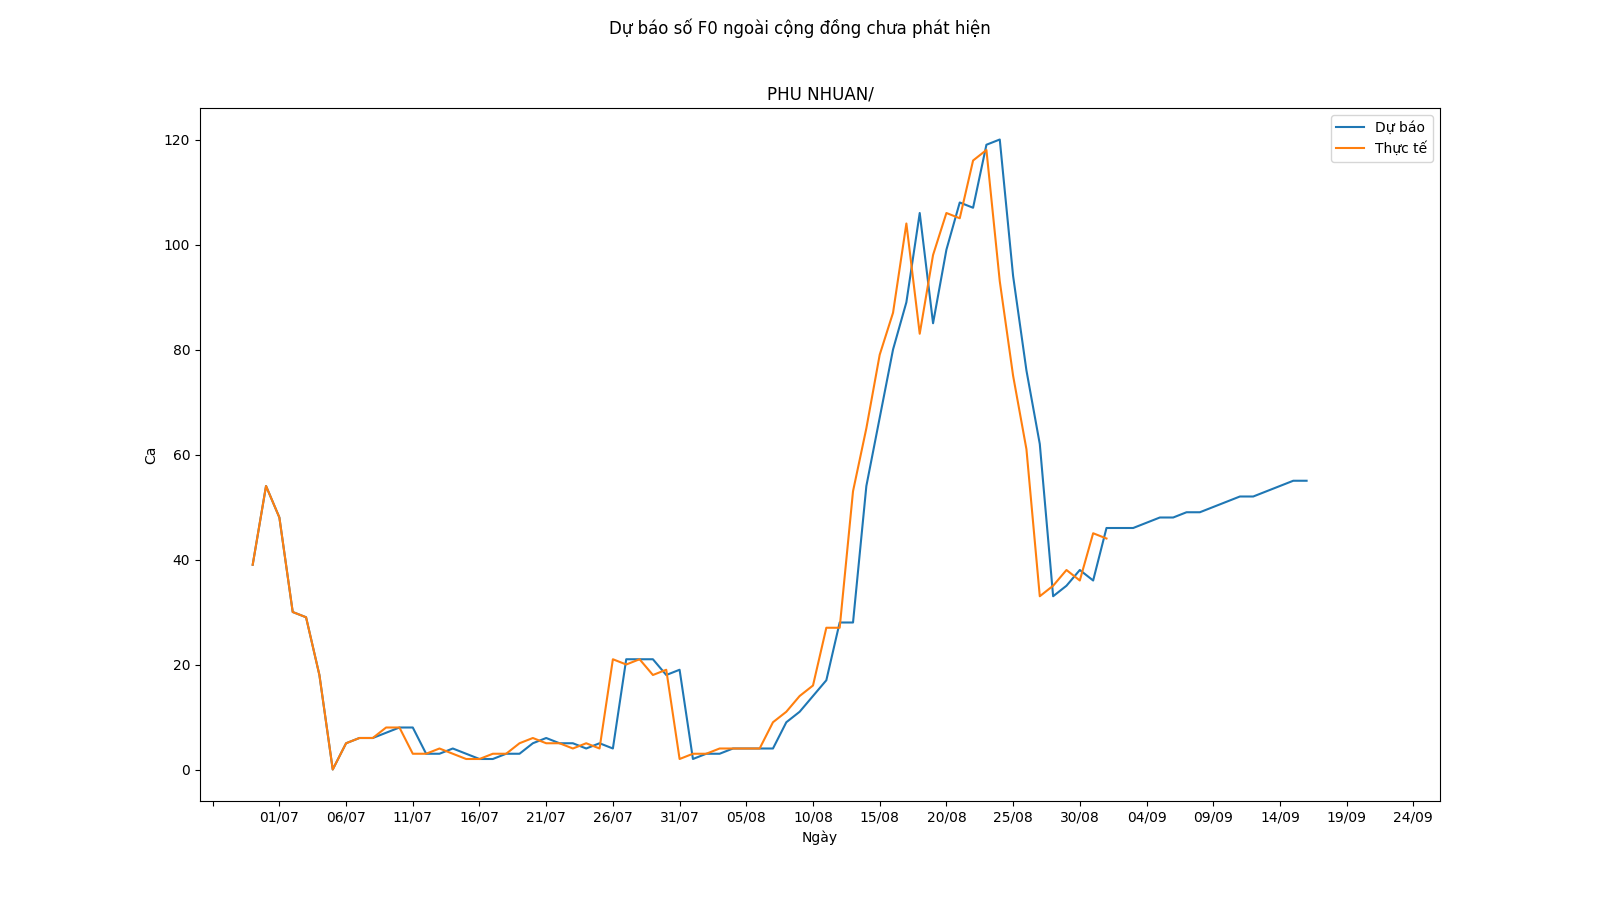 Dự báo số F0 ngoài cộng đồng chưa phát hiện
PHU NHUAN/
Dự báo
Thực tế
120
100
80
60
40
20
0
Ca
01/07 06/07 11/07 16/07 21/07 26/07 31/07 05/08 10/08 15/08 20/08 25/08 30/08 04/09 09/09 14/09 19/09 24/09
Ngày